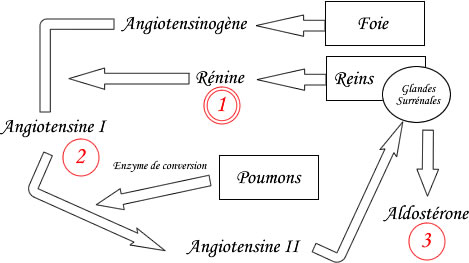 Angiotensinogène
Foie
Rénine
Reins
1
Glandes
Surrénales
Angiotensine I
2
Enzyme de conversion
Poumons
Aldostérone
3
Angiotensine II